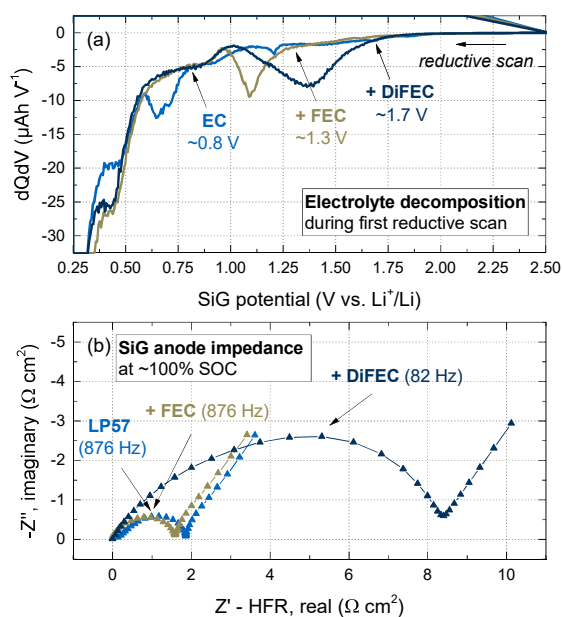 (a)
reductive scan
EC
~0.8 V
+ FEC
~1.3 V
+ DiFEC
~1.7 V
Electrolyte decomposition
during first reductive scan
0
-5
-10
-15
-20
-25
-30
dQdV (µAh V⁻¹)
0.25 0.50 0.75 1.00 1.25 1.50 1.75 2.00 2.25 2.50
SiG potential (V vs. Li⁺/Li)
(b)
SiG anode impedance
at ~100% SOC
+ DiFEC (82 Hz)
+ FEC (876 Hz)
LP57
(876 Hz)
-5
-4
-3
-2
-1
0
-Z'', imaginary (Ω cm²)
0 2 4 6 8 10
Z' - HFR, real (Ω cm²)